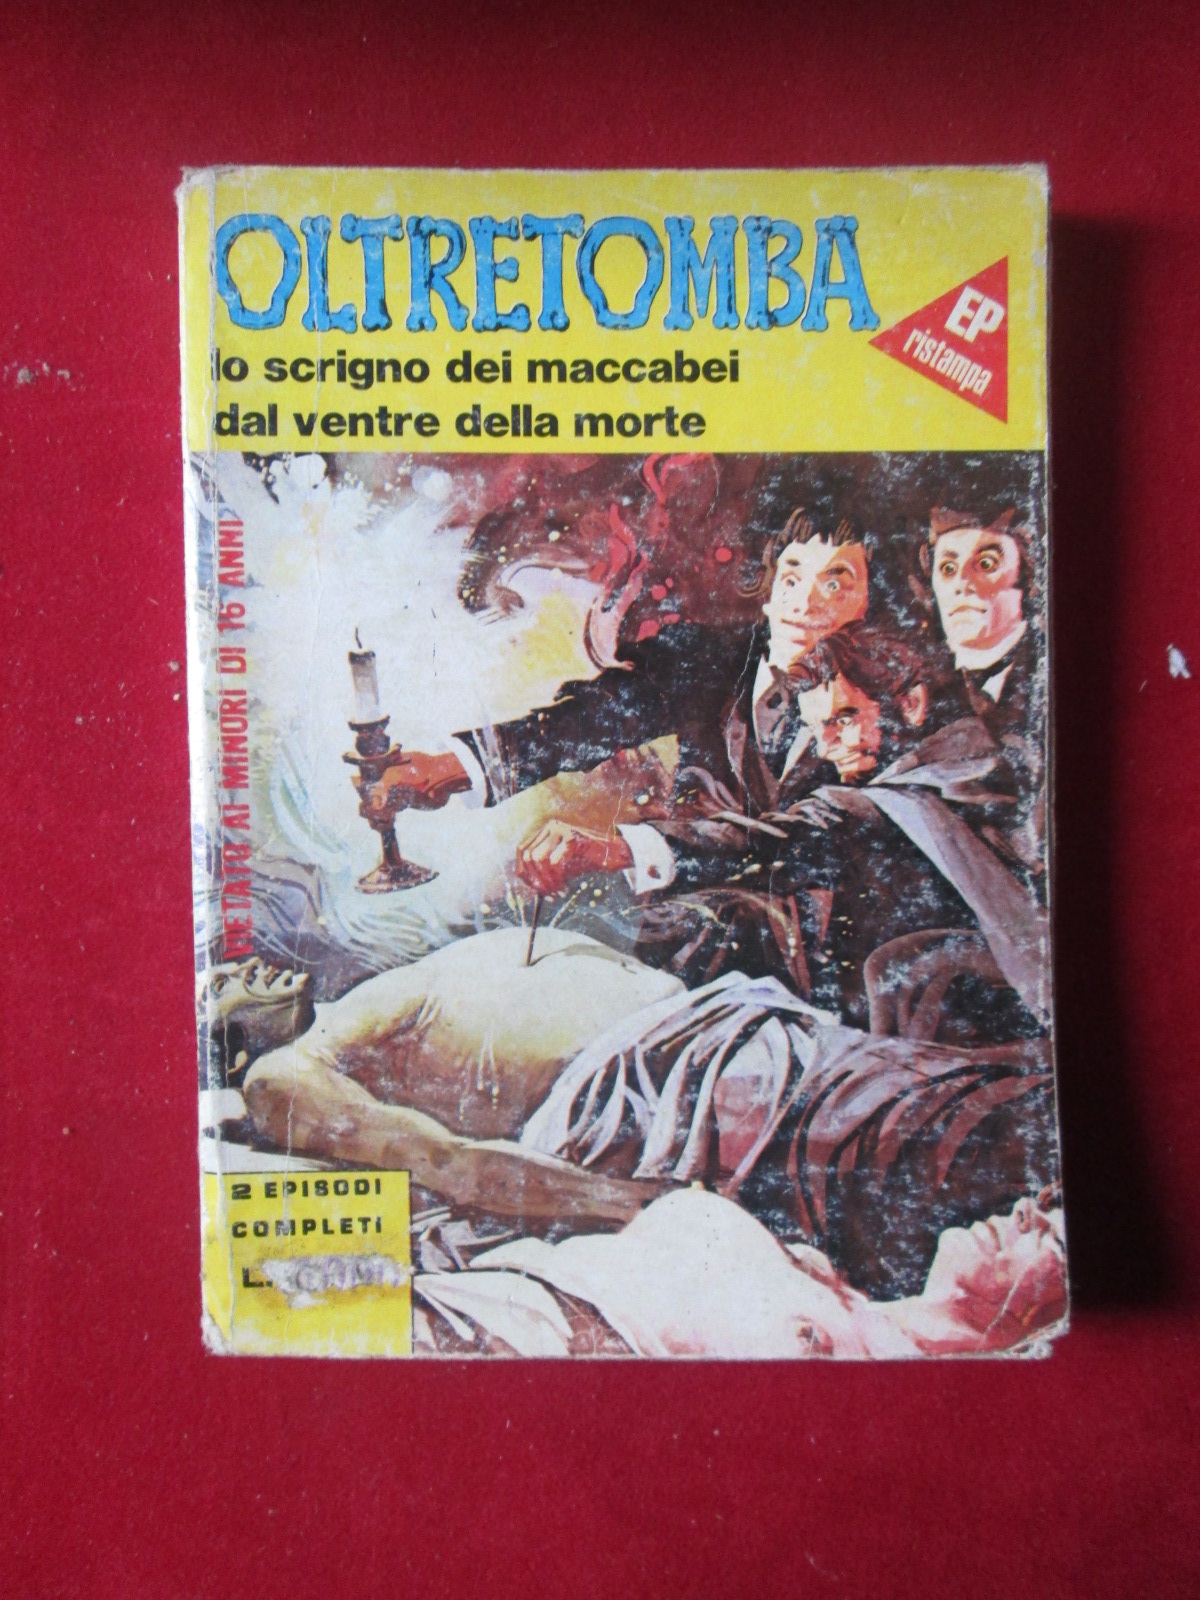 OLTRETOMBA
EP
ristampa
lo scrigno dei maccabei
dal ventre della morte
VIETATO AI MINORI DI 16 ANNI
2 EPISODI
COMPLETI
L.